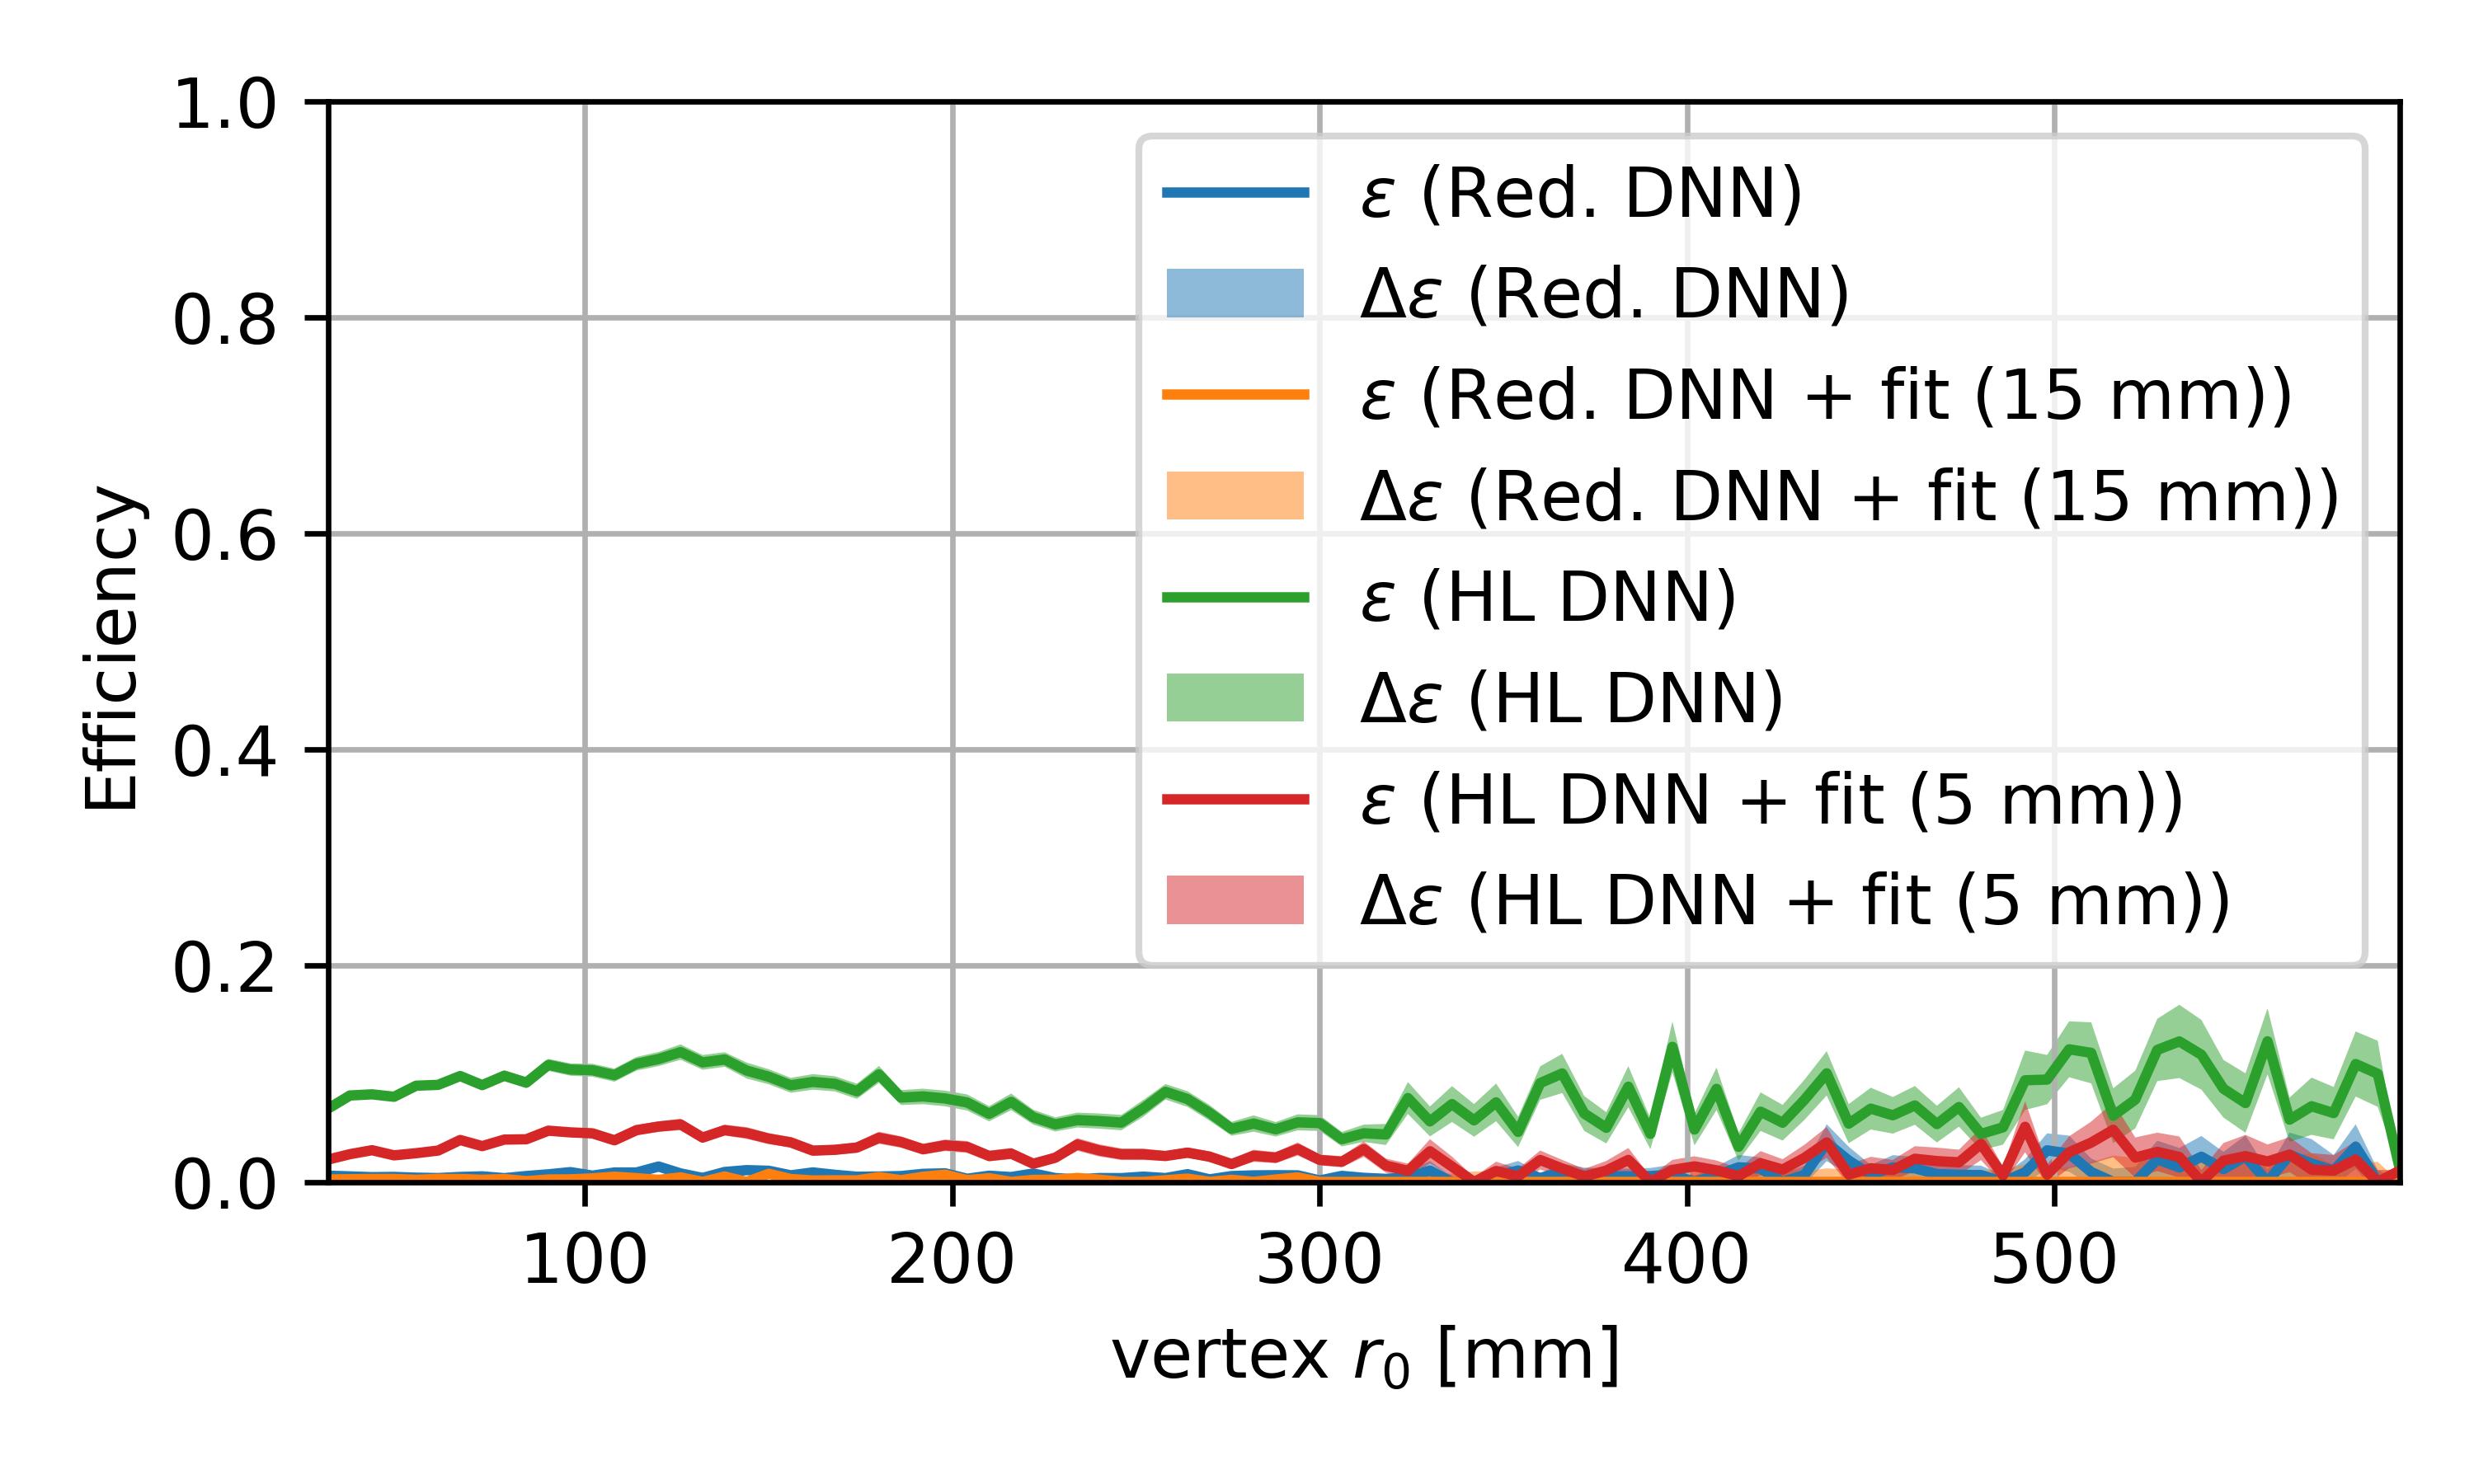 1.0
0.8
0.6
0.4
0.2
0.0
Efficiency
ε (Red. DNN)
Δε (Red. DNN)
ε (Red. DNN + fit (15 mm))
Δε (Red. DNN + fit (15 mm))
ε (HL DNN)
Δε (HL DNN)
ε (HL DNN + fit (5 mm))
Δε (HL DNN + fit (5 mm))
100 200 300 400 500
vertex r₀ [mm]